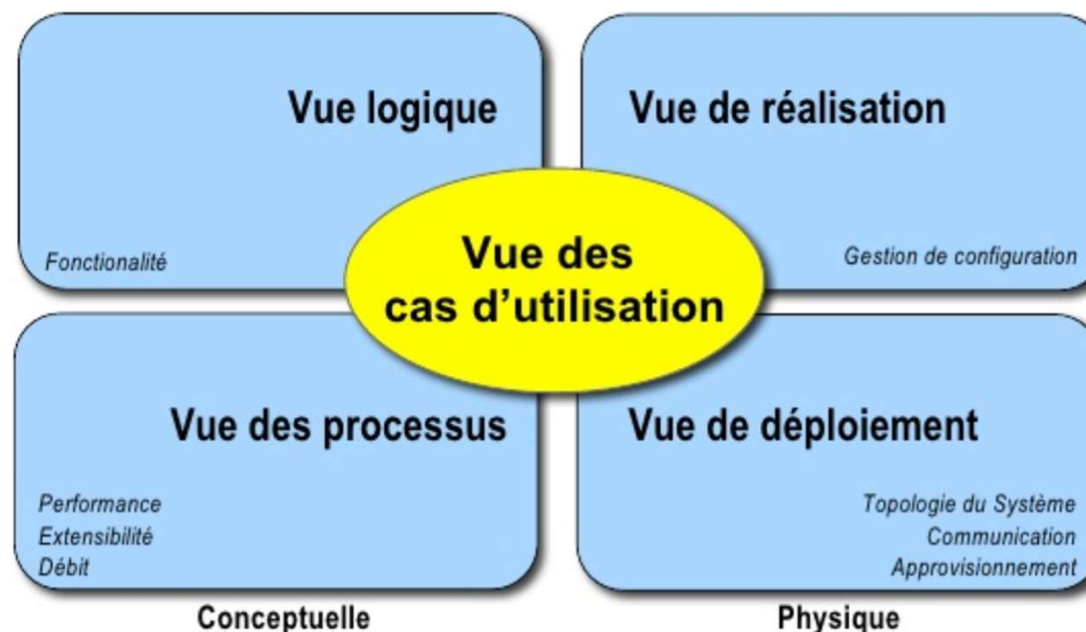 Vue logique
Vue de réalisation
Fonctionalité
Gestion de configuration
Vue des
cas d’utilisation
Vue des processus
Vue de déploiement
Performance
Extensibilité
Débit
Topologie du Système
Communication
Approvisionnement
Conceptuelle
Physique